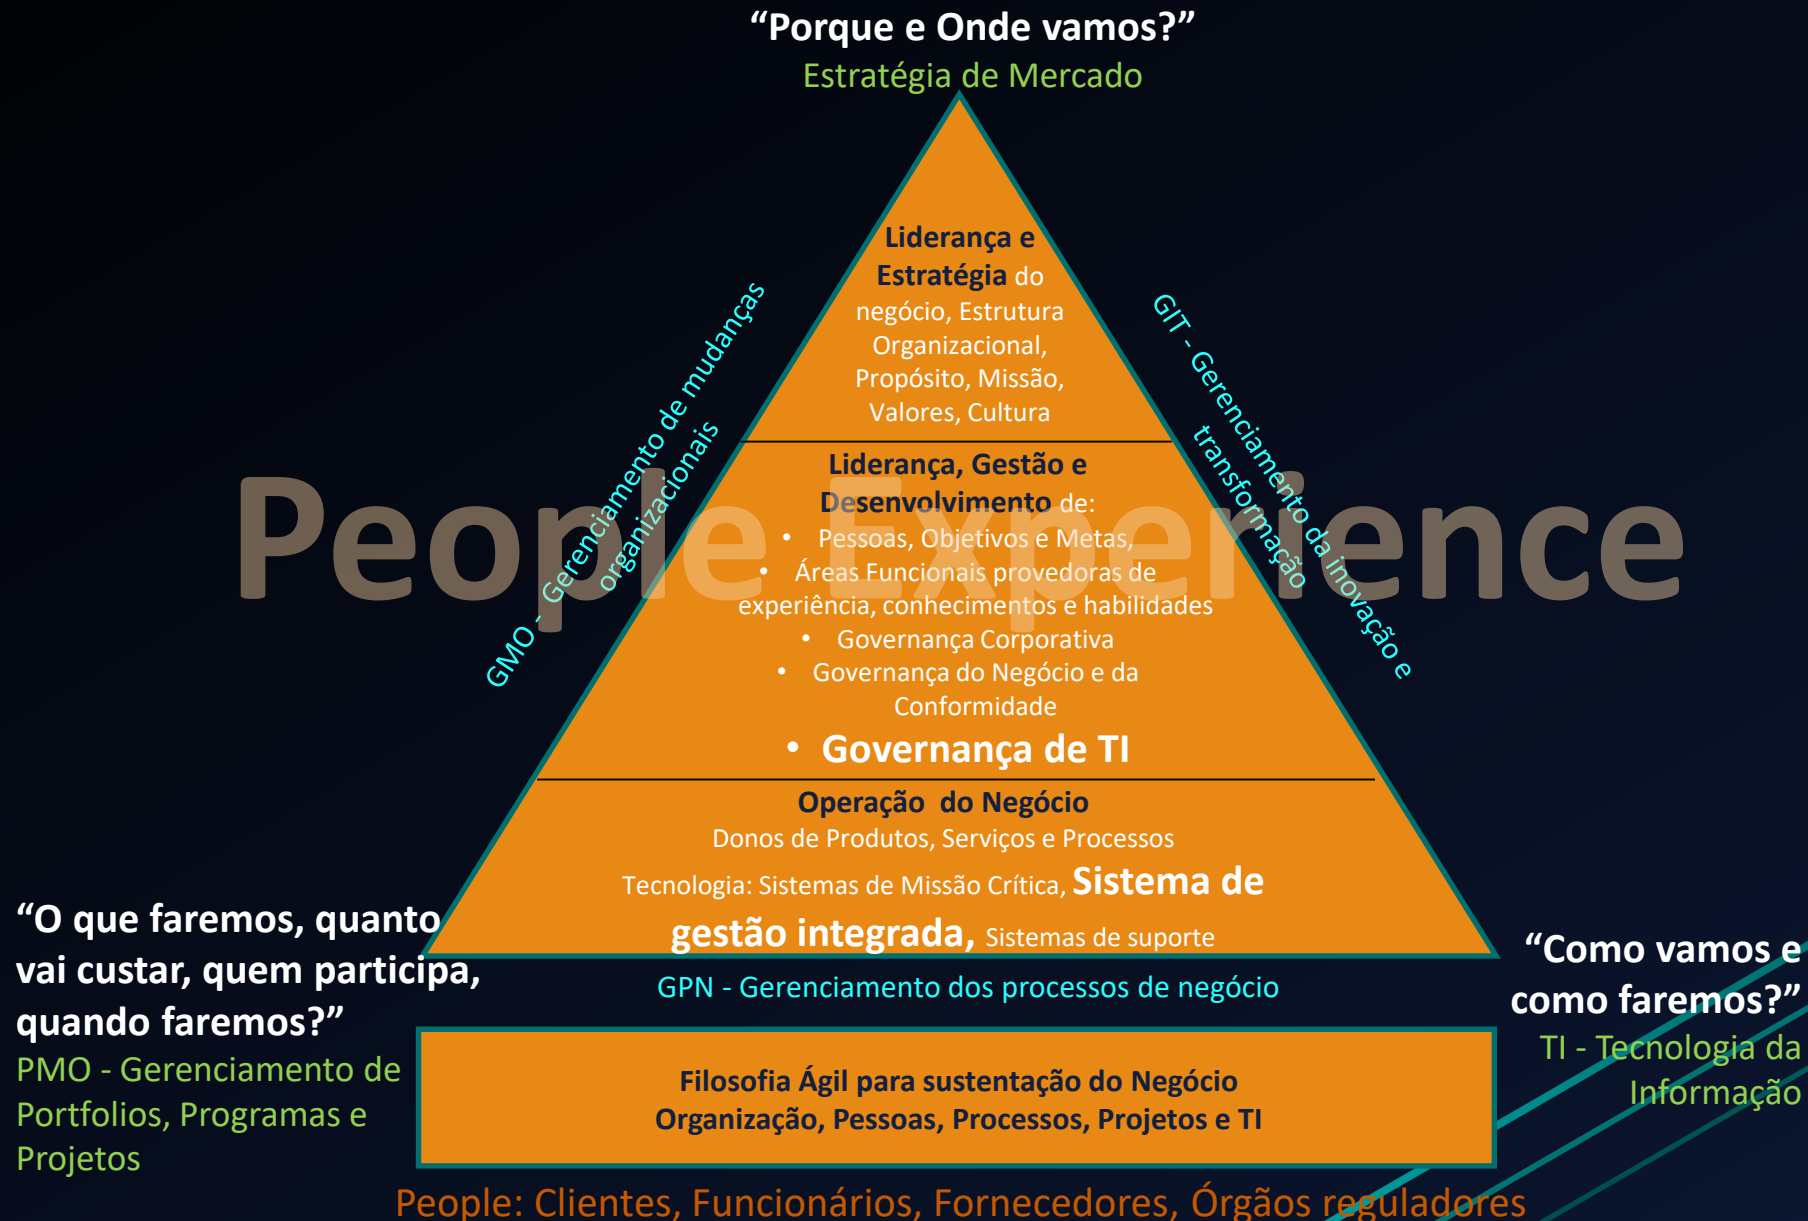 “Porque e Onde vamos?”
Estratégia de Mercado
Liderança e
Estratégia do
negócio, Estrutura
Organizacional,
Propósito, Missão,
Valores, Cultura
GMO - Gerenciamento de mudanças
organizacionais
GIT - Gerenciamento da inovação e
transformação
People Experience
Liderança, Gestão e
Desenvolvimento de:
• Pessoas, Objetivos e Metas,
• Áreas Funcionais provedoras de
experiência, conhecimentos e habilidades
• Governança Corporativa
• Governança do Negócio e da
Conformidade
• Governança de TI
Operação do Negócio
Donos de Produtos, Serviços e Processos
Tecnologia: Sistemas de Missão Crítica, Sistema de
gestão integrada, Sistemas de suporte
“O que faremos, quanto
vai custar, quem participa,
quando faremos?”
PMO - Gerenciamento de
Portfolios, Programas e
Projetos
GPN - Gerenciamento dos processos de negócio
“Como vamos e
como faremos?”
TI - Tecnologia da
Informação
Filosofia Ágil para sustentação do Negócio
Organização, Pessoas, Processos, Projetos e TI
People: Clientes, Funcionários, Fornecedores, Órgãos reguladores